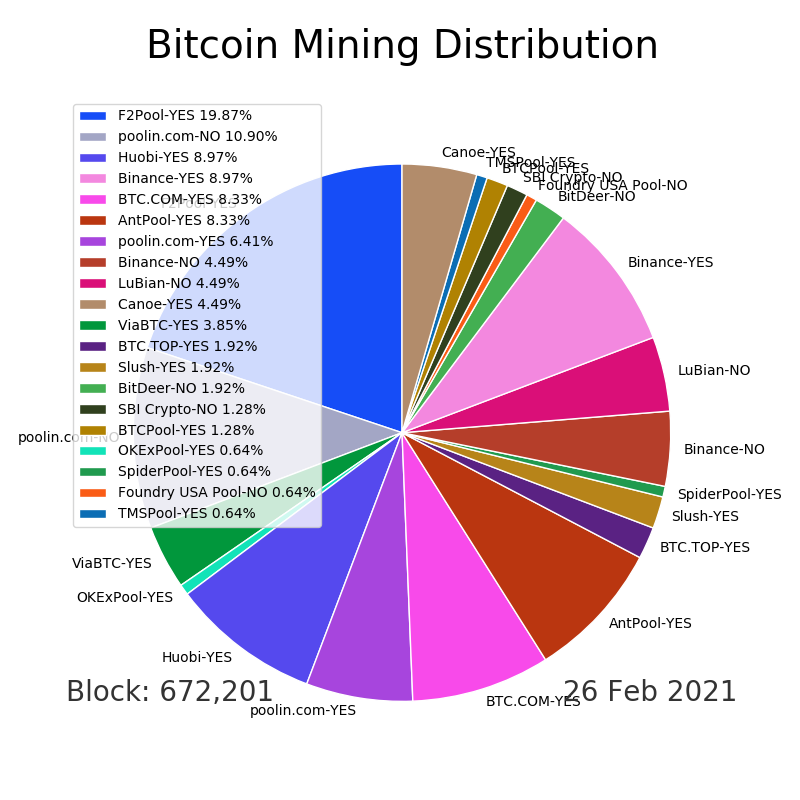 Bitcoin Mining Distribution
F2Pool-YES 19.87%
poolin.com-NO 10.90%
Huobi-YES 8.97%
Binance-YES 8.97%
BTC.COM-YES 8.33%
AntPool-YES 8.33%
poolin.com-YES 6.41%
Binance-NO 4.49%
LuBian-NO 4.49%
Canoe-YES 4.49%
ViaBTC-YES 3.85%
BTC.TOP-YES 1.92%
Slush-YES 1.92%
BitDeer-NO 1.92%
SBI Crypto-NO 1.28%
BTCPool-YES 1.28%
OKExPool-YES 0.64%
SpiderPool-YES 0.64%
Foundry USA Pool-NO 0.64%
TMSPool-YES 0.64%
Canoe-YES
TMSPool-YES
BTCPool-YES
SBI Crypto-NO
Foundry USA Pool-NO
BitDeer-NO
Binance-YES
LuBian-NO
Binance-NO
SpiderPool-YES
Slush-YES
BTC.TOP-YES
AntPool-YES
BTC.COM-YES
poolin.com-YES
Huobi-YES
OKExPool-YES
ViaBTC-YES
poolin.com-NO
F2Pool-YES
Block: 672,201
26 Feb 2021